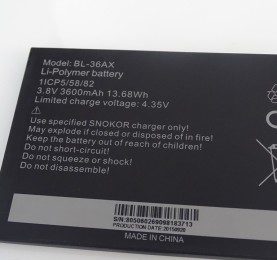 Model: BL-36AX
Li-Polymer battery
1ICP5/58/82
3.8V 3600mAh 13.68Wh
Limited charge voltage: 4.35V
Use specified SNOKOR charger only!
May explode if closed or disposed of in fire!
Keep the battery out of reach of children!
Do not short-circuit!
Do not squeeze or shock!
Do not disassemble!
MADE IN CHINA